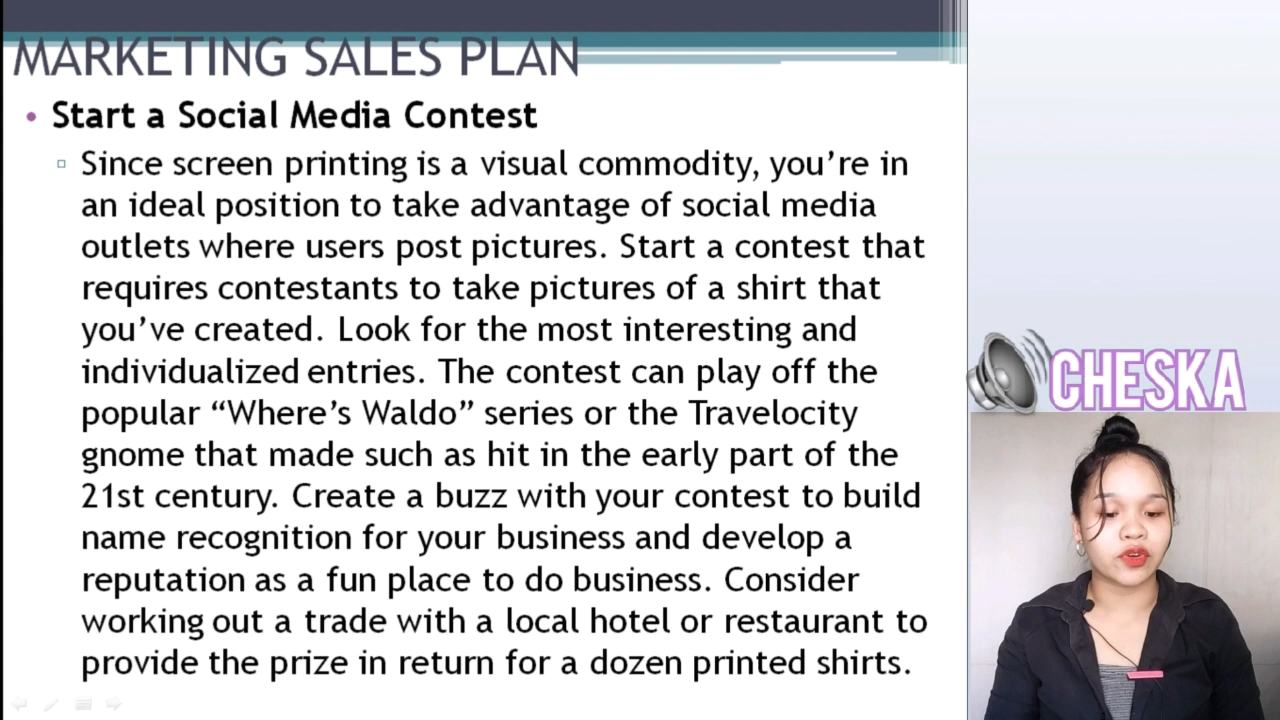 MARKETING SALES PLAN
• Start a Social Media Contest
▫ Since screen printing is a visual commodity, you’re in
an ideal position to take advantage of social media
outlets where users post pictures. Start a contest that
requires contestants to take pictures of a shirt that
you’ve created. Look for the most interesting and
individualized entries. The contest can play off the
popular “Where’s Waldo” series or the Travelocity
gnome that made such as hit in the early part of the
21st century. Create a buzz with your contest to build
name recognition for your business and develop a
reputation as a fun place to do business. Consider
working out a trade with a local hotel or restaurant to
provide the prize in return for a dozen printed shirts.
CHESKA